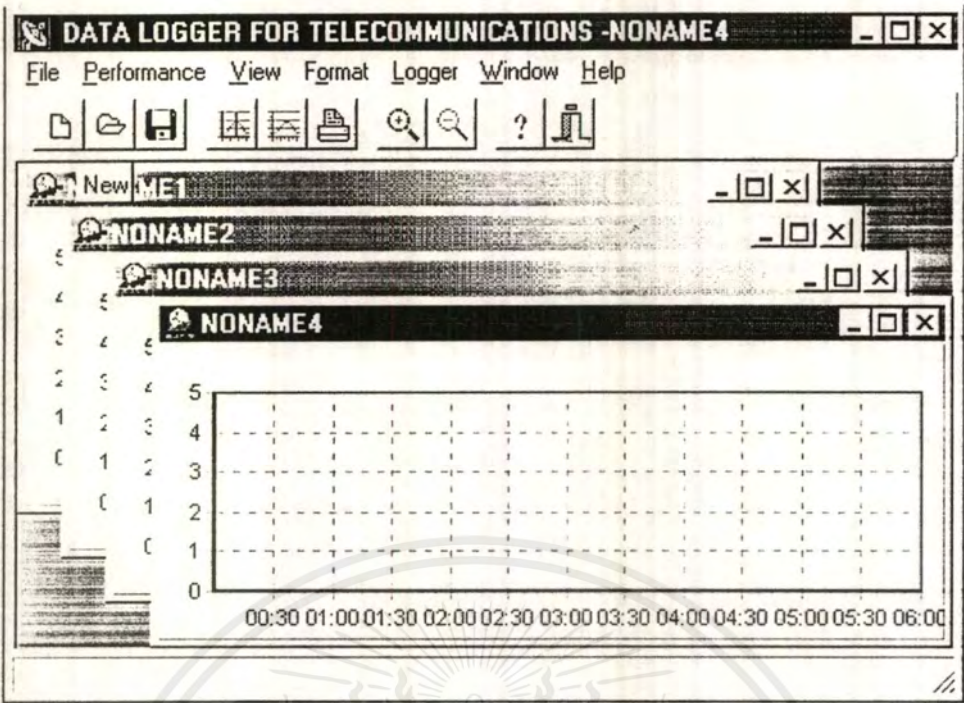 DATA LOGGER FOR TELECOMMUNICATIONS -NONAME4
File Performance View Format Logger Window Help
?
New ME1
NONAME2
NONAME3
NONAME4
5
4
3
2
1
0
00:30 01:00 01:30 02:00 02:30 03:00 03:30 04:00 04:30 05:00 05:30 06:00